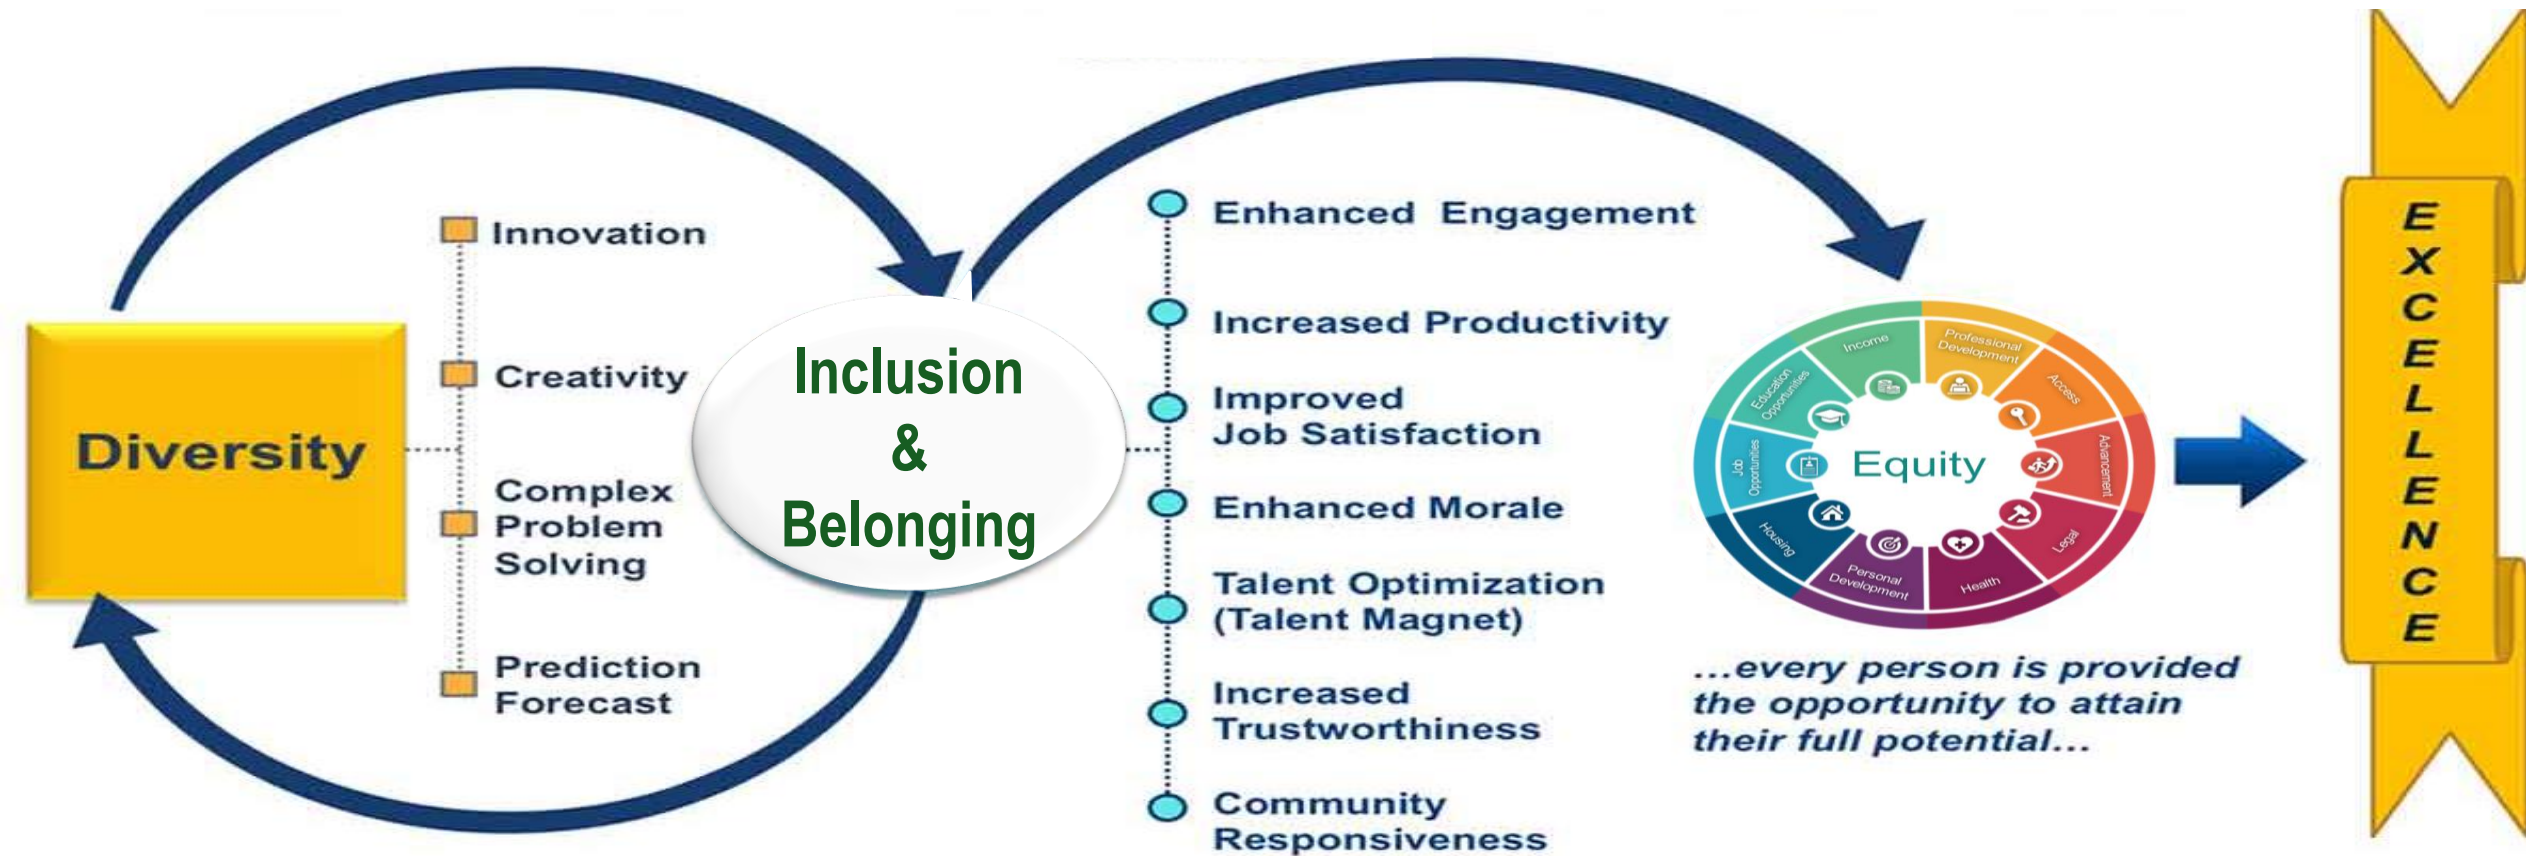 Diversity
Innovation
Creativity
Complex
Problem
Solving
Prediction
Forecast
Inclusion
&
Belonging
Enhanced Engagement
Increased Productivity
Improved
Job Satisfaction
Enhanced Morale
Talent Optimization
(Talent Magnet)
Increased
Trustworthiness
Community
Responsiveness
Equity
Income
Professional
Development
Access
Advancement
Legal
Health
Personal
Development
Housing
Job
Opportunities
Education
Opportunities
...every person is provided
the opportunity to attain
their full potential...
EXCELLENCE